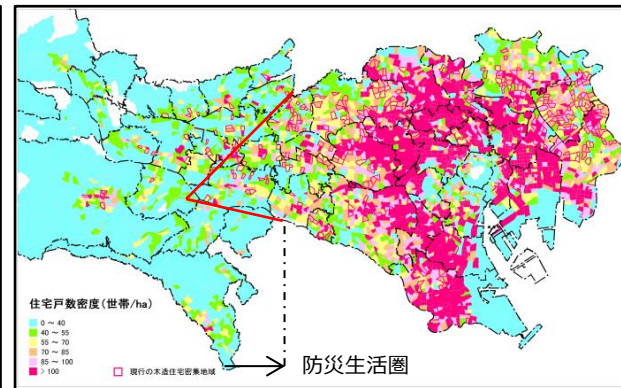 住宅戸数密度(世帯/ha)
0 ～ 40
40 ～ 55
55 ～ 70
70 ～ 85
85 ～ 100
> 100
現行の木造住宅密集地域
防災生活圏